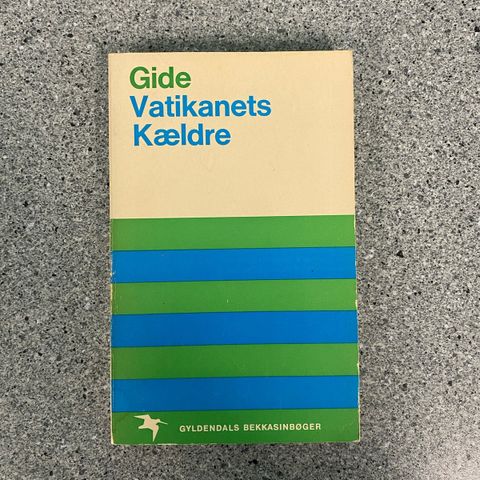 Gide
Vatikanets
Kældre
GYLDENDALS BEKKASINBØGER